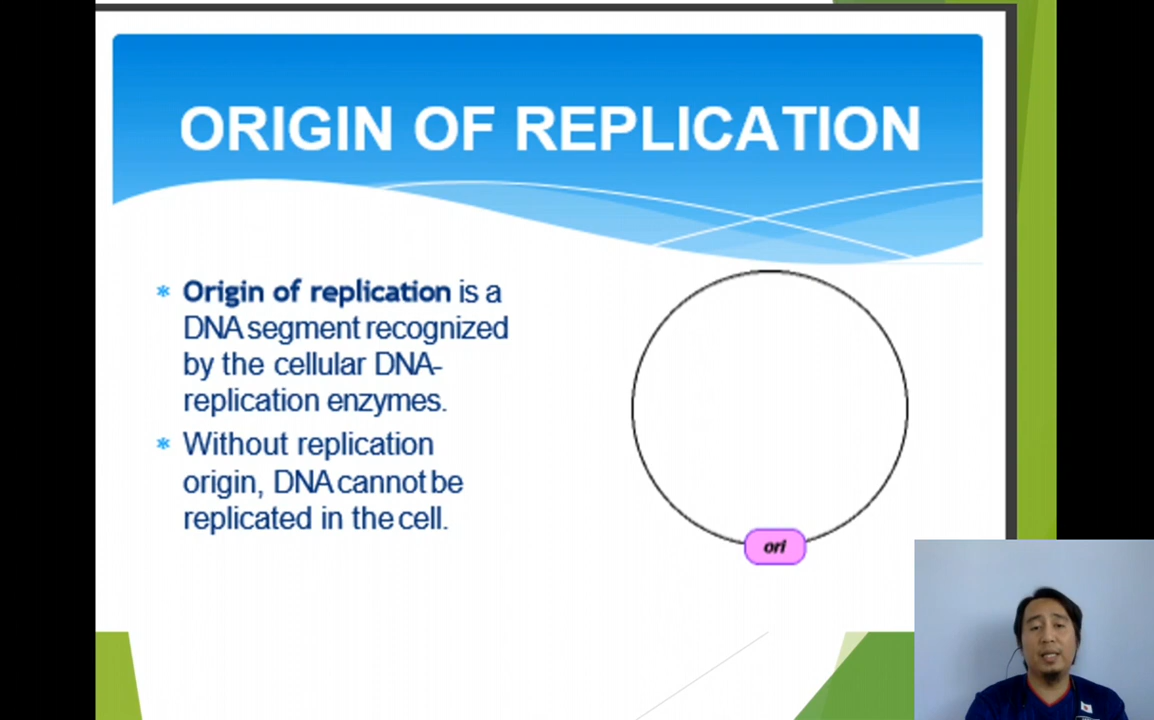 ORIGIN OF REPLICATION
* Origin of replication is a
DNA segment recognized
by the cellular DNA-
replication enzymes.
* Without replication
origin, DNA cannot be
replicated in the cell.
ori